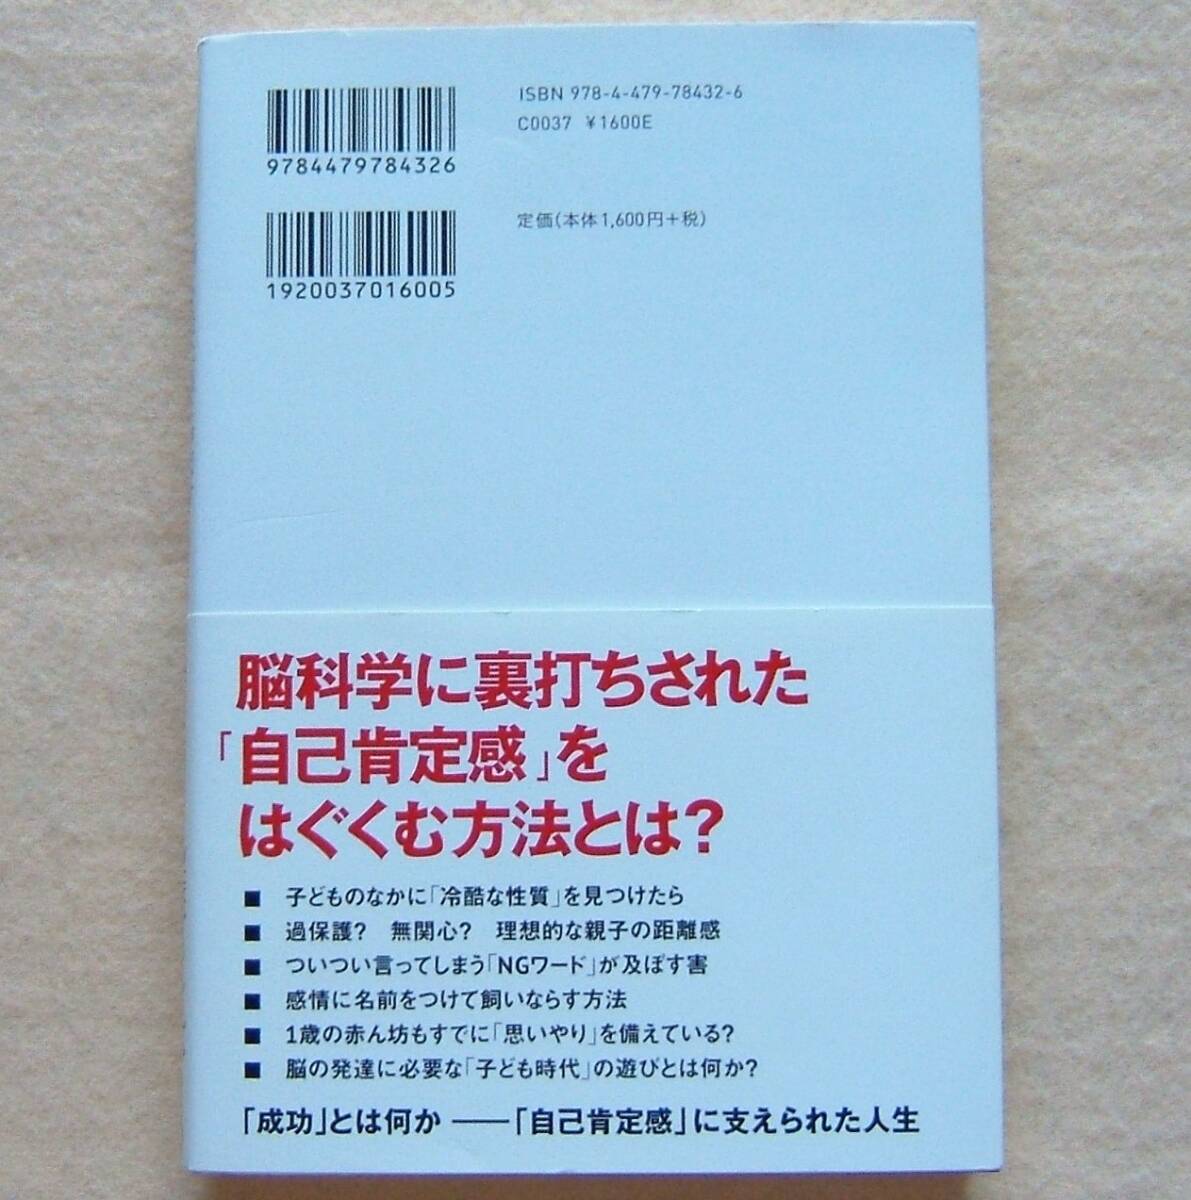 ISBN 978-4-479-78432-6
C0037 ¥1600E
9784479784326
定価(本体1,600円+税)
1920037016005
脳科学に裏打ちされた
「自己肯定感」を
はぐくむ方法とは?
■ 子どものなかに「冷酷な性質」を見つけたら
■ 過保護? 無関心? 理想的な親子の距離感
■ ついつい言ってしまう「NGワード」が及ぼす害
■ 感情に名前をつけて飼いならす方法
■ 1歳の赤ん坊もすでに「思いやり」を備えている?
■ 脳の発達に必要な「子ども時代」の遊びとは何か?
「成功」とは何か ——「自己肯定感」に支えられた人生